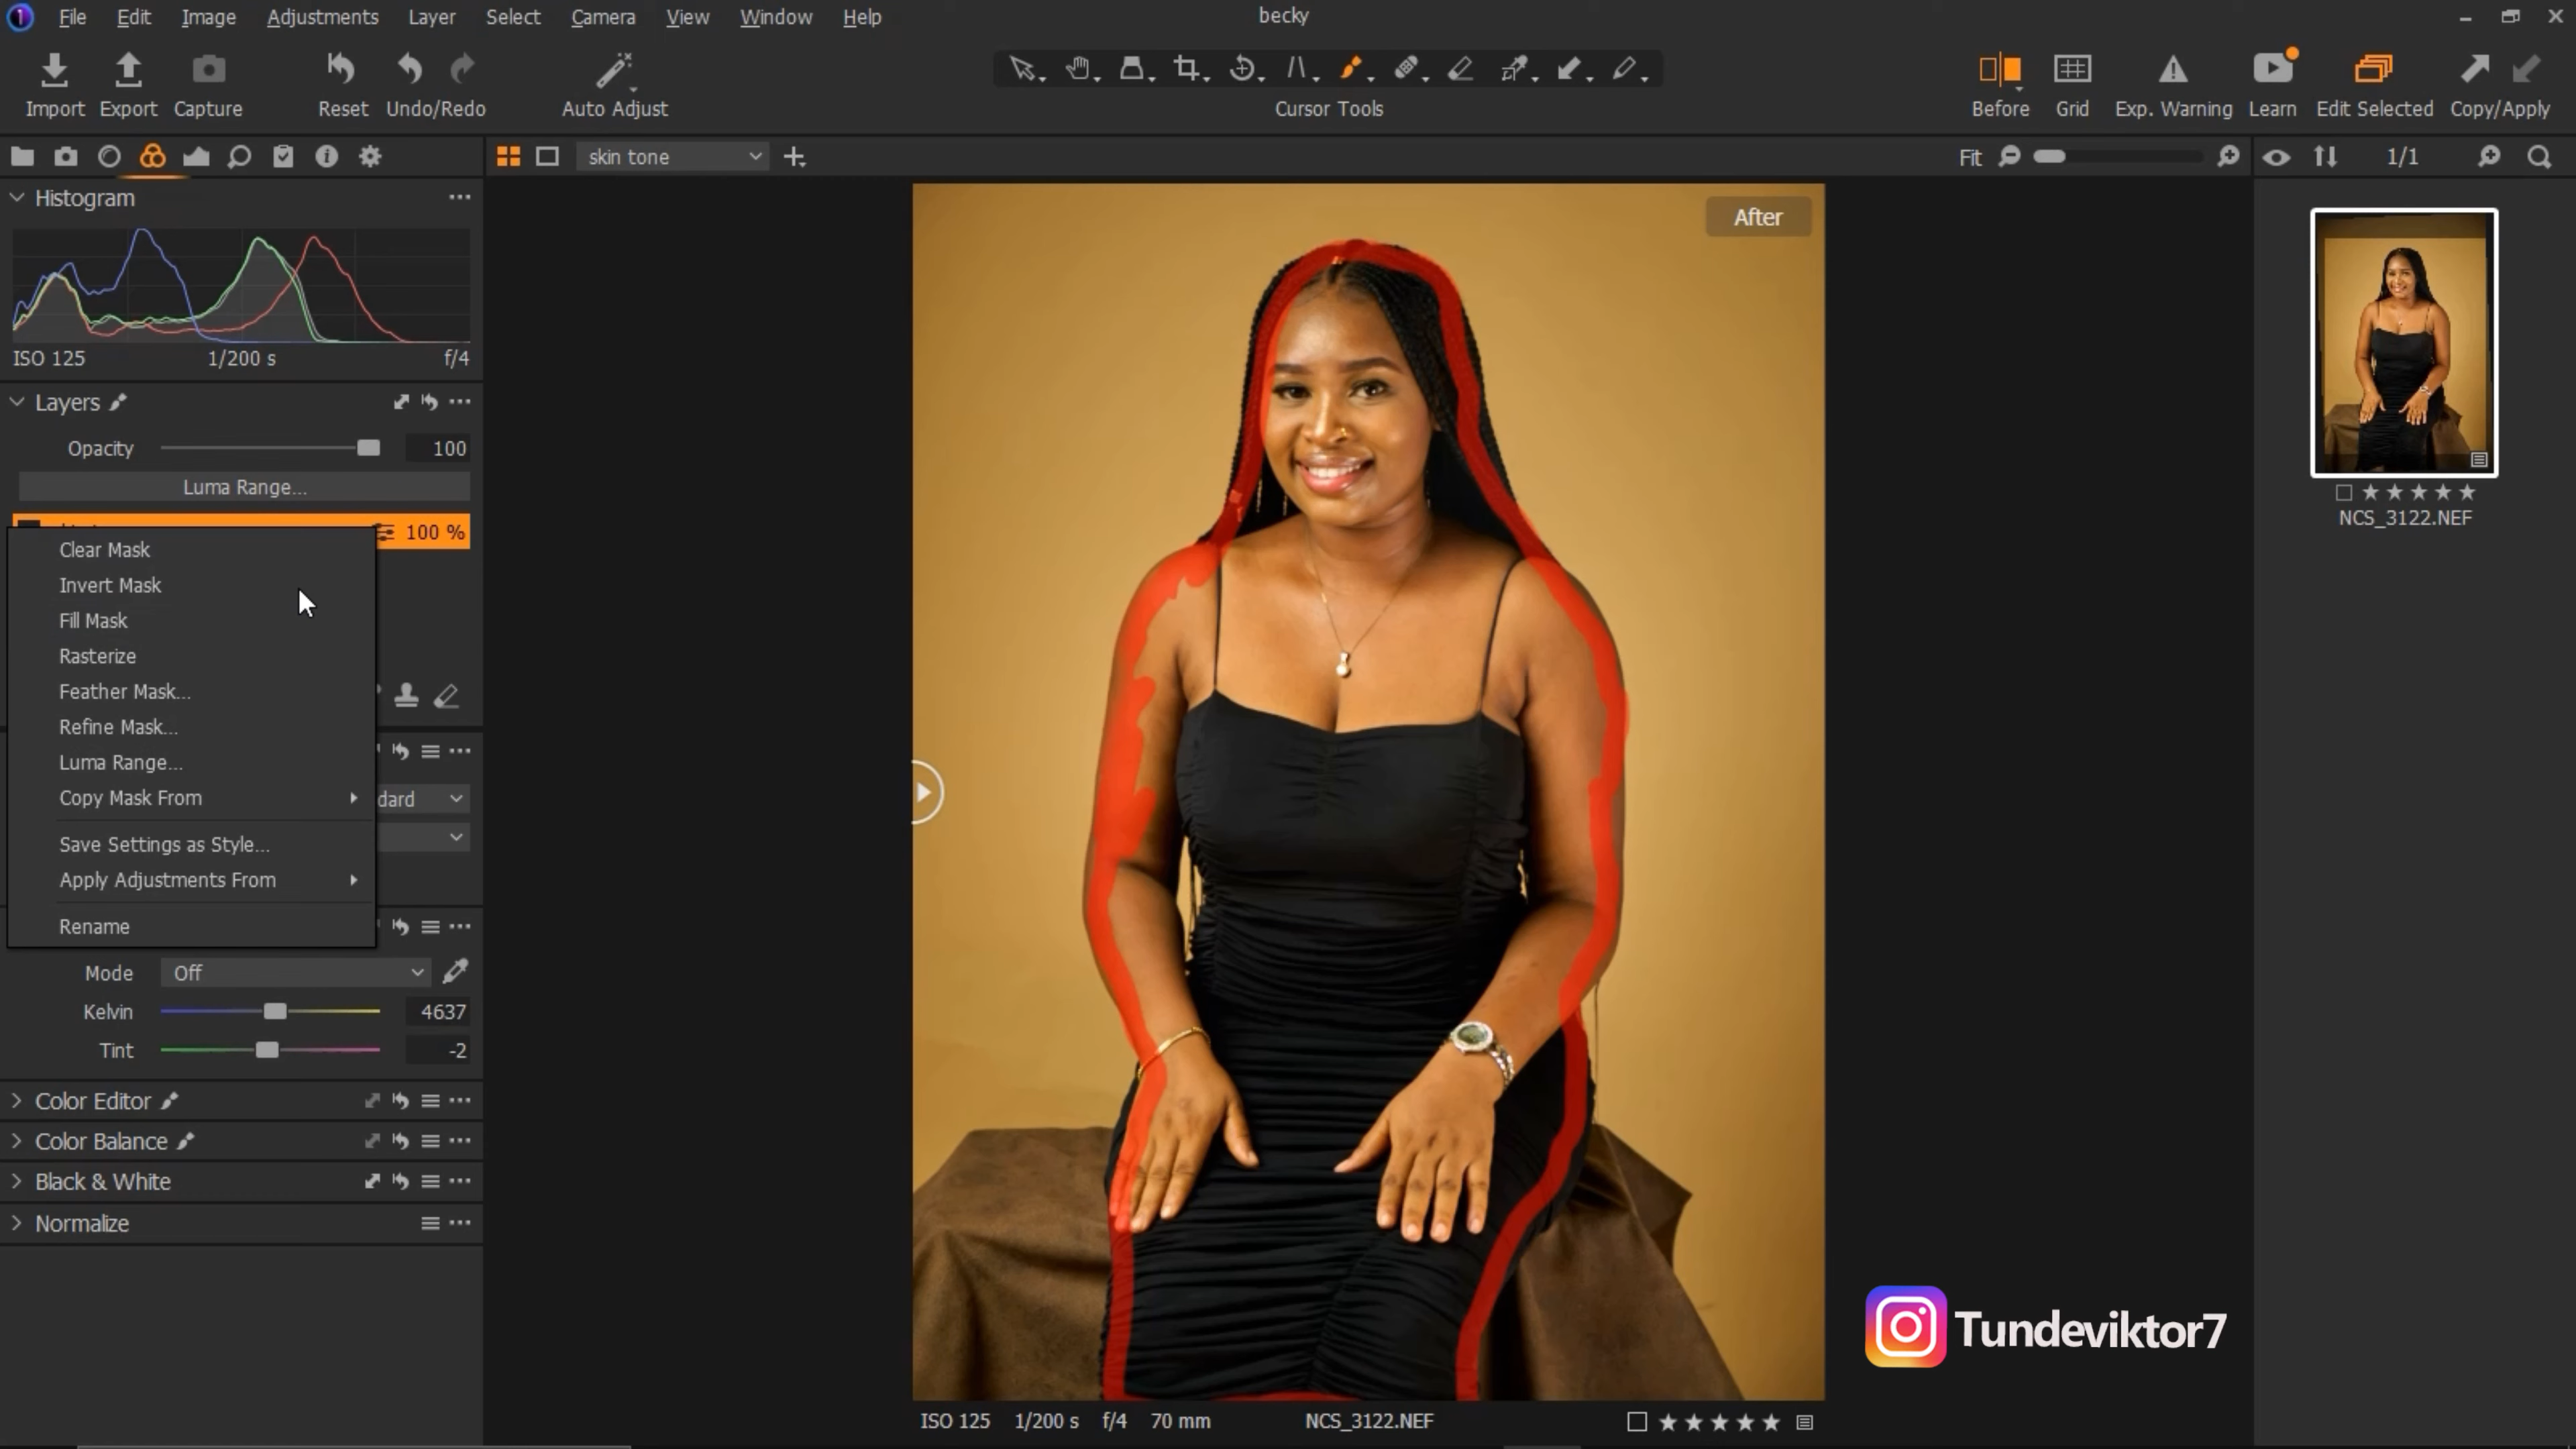 File Edit Image Adjustments Layer Select Camera View Window Help
becky
Import Export Capture Reset Undo/Redo Auto Adjust
Cursor Tools
Before Grid Exp. Warning Learn Edit Selected Copy/Apply
skin tone
Fit
1/1
Histogram
ISO 125 1/200 s f/4
Layers
Opacity 100
Luma Range...
100 %
Clear Mask
Invert Mask
Fill Mask
Rasterize
Feather Mask...
Refine Mask...
Luma Range...
Copy Mask From
dard
Save Settings as Style...
Apply Adjustments From
Rename
Mode Off
Kelvin 4637
Tint -2
Color Editor
Color Balance
Black & White
Normalize
After
ISO 125 1/200 s f/4 70 mm NCS_3122.NEF
Tundeviktor7
NCS_3122.NEF